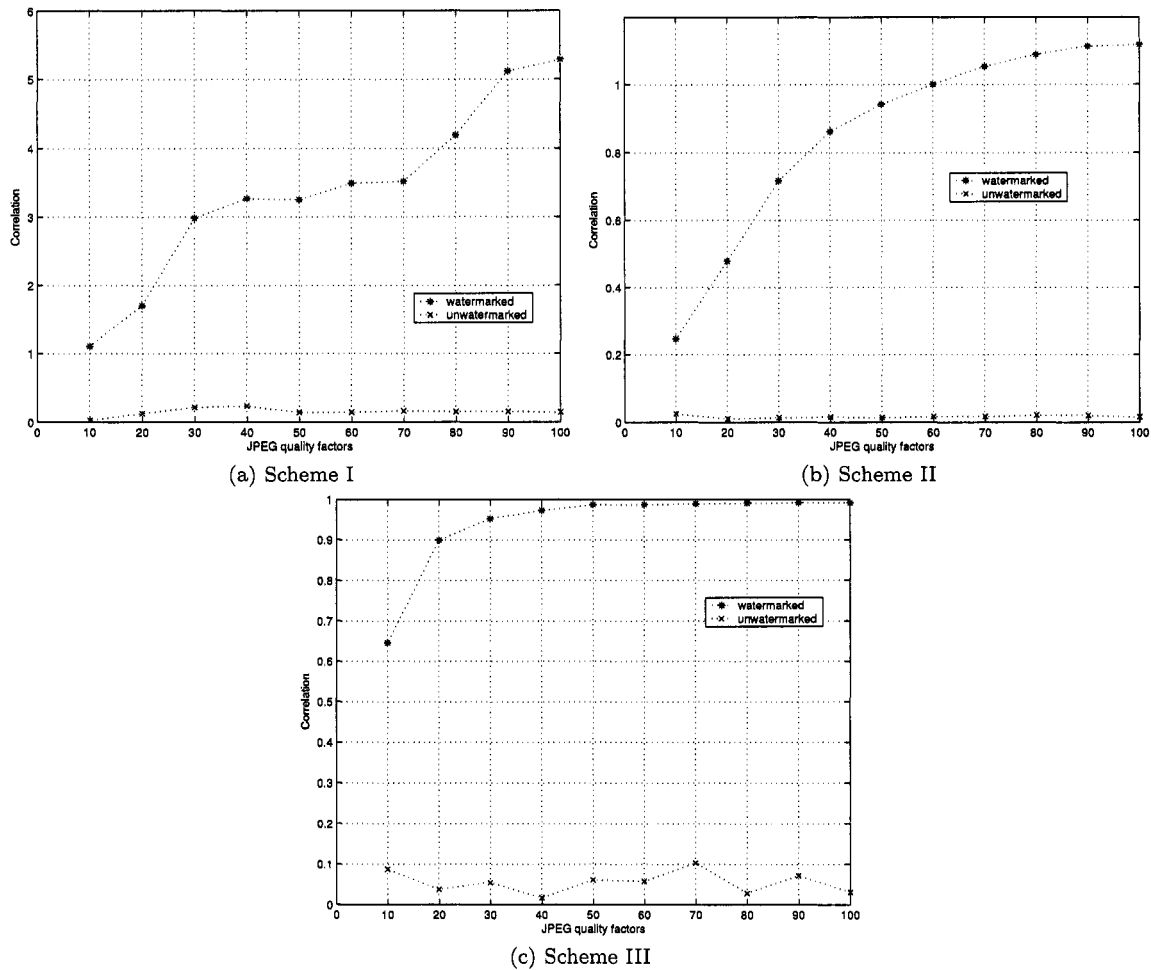 6
5
4
3
2
1
0
Correlation
watermarked
unwatermarked
0 10 20 30 40 50 60 70 80 90 100
JPEG quality factors
(a) Scheme I
1
0.8
0.6
0.4
0.2
0
Correlation
watermarked
unwatermarked
0 10 20 30 40 50 60 70 80 90 100
JPEG quality factors
(b) Scheme II
1
0.9
0.8
0.7
0.6
0.5
0.4
0.3
0.2
0.1
0
Correlation
watermarked
unwatermarked
0 10 20 30 40 50 60 70 80 90 100
JPEG quality factors
(c) Scheme III